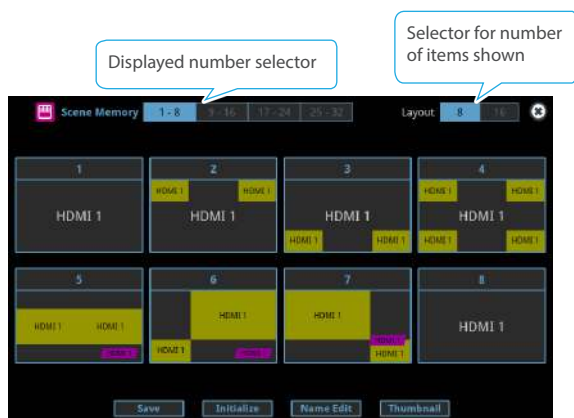 Selector for number
of items shown
Displayed number selector
Scene Memory 1 - 8 9 - 16 17 - 24 25 - 32 Layout 8 16
1 2 3 4
HDMI 1 HDMI 1 HDMI 1 HDMI 1
HDMI 1 HDMI 1 HDMI 1 HDMI 1
HDMI 1 HDMI 1 HDMI 1 HDMI 1
5 6 7 8
HDMI 1 HDMI 1 HDMI 1 HDMI 1 HDMI 1
HDMI 1 HDMI 1
Save Initialize Name Edit Thumbnail